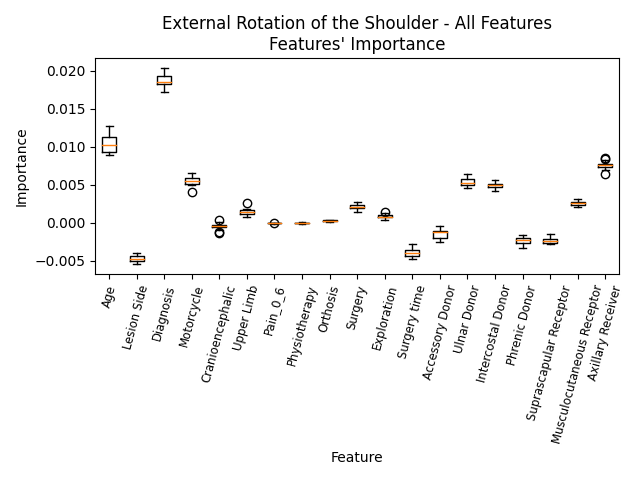 External Rotation of the Shoulder - All Features
Features' Importance
0.020
0.015
0.010
0.005
0.000
−0.005
Importance
Age
Lesion Side
Diagnosis
Motorcycle
Cranioencephalic
Upper Limb
Pain_0_6
Physiotherapy
Orthosis
Surgery
Exploration
Surgery time
Accessory Donor
Ulnar Donor
Intercostal Donor
Phrenic Donor
Suprascapular Receptor
Musculocutaneous Receptor
Axillary Receiver
Feature